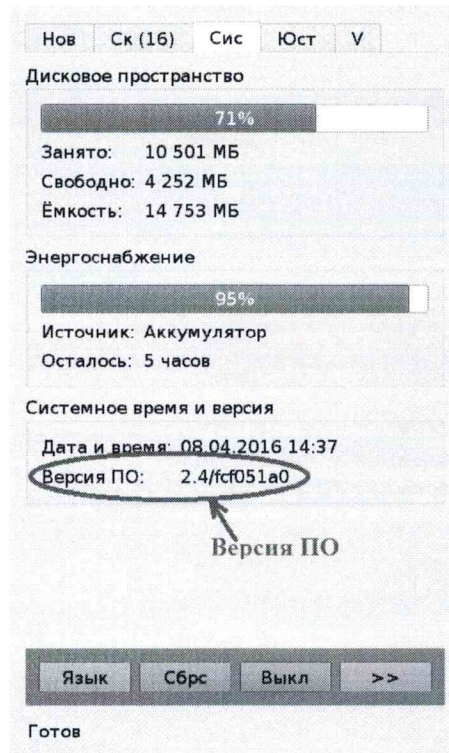 Нов Ск (16) Сис Юст V
Дисковое пространство
71%
Занято: 10 501 МБ
Свободно: 4 252 МБ
Ёмкость: 14 753 МБ
Энергоснабжение
95%
Источник: Аккумулятор
Осталось: 5 часов
Системное время и версия
Дата и время: 08.04.2016 14:37
Версия ПО: 2.4/fcf051a0
Версия ПО
Язык Сбрс Выкл >>
Готов